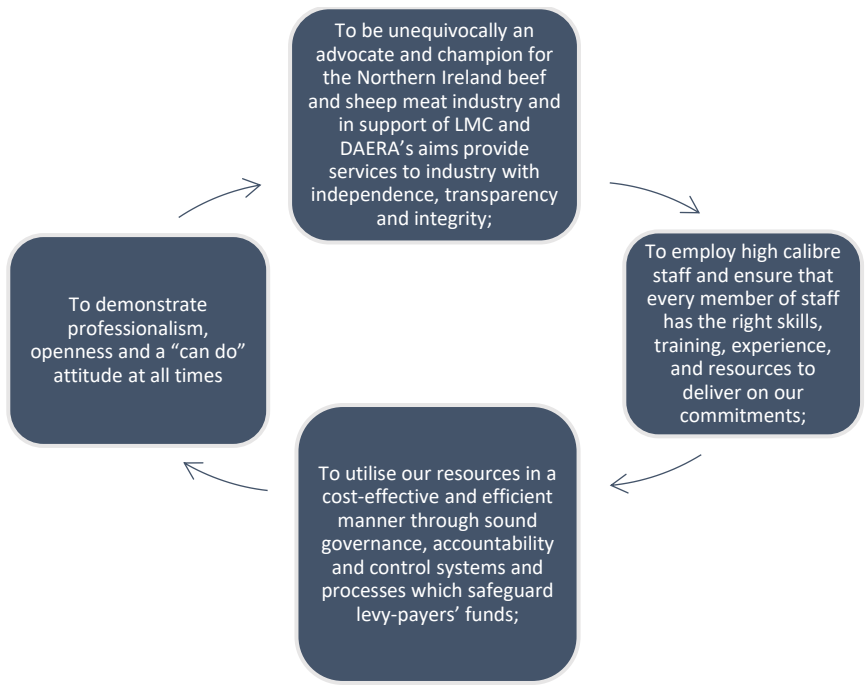 To be unequivocally an
advocate and champion for
the Northern Ireland beef
and sheep meat industry and
in support of LMC and
DAERA’s aims provide
services to industry with
independence, transparency
and integrity;
To employ high calibre
staff and ensure that
every member of staff
has the right skills,
training, experience,
and resources to
deliver on our
commitments;
To utilise our resources in a
cost-effective and efficient
manner through sound
governance, accountability
and control systems and
processes which safeguard
levy-payers’ funds;
To demonstrate
professionalism,
openness and a “can do”
attitude at all times